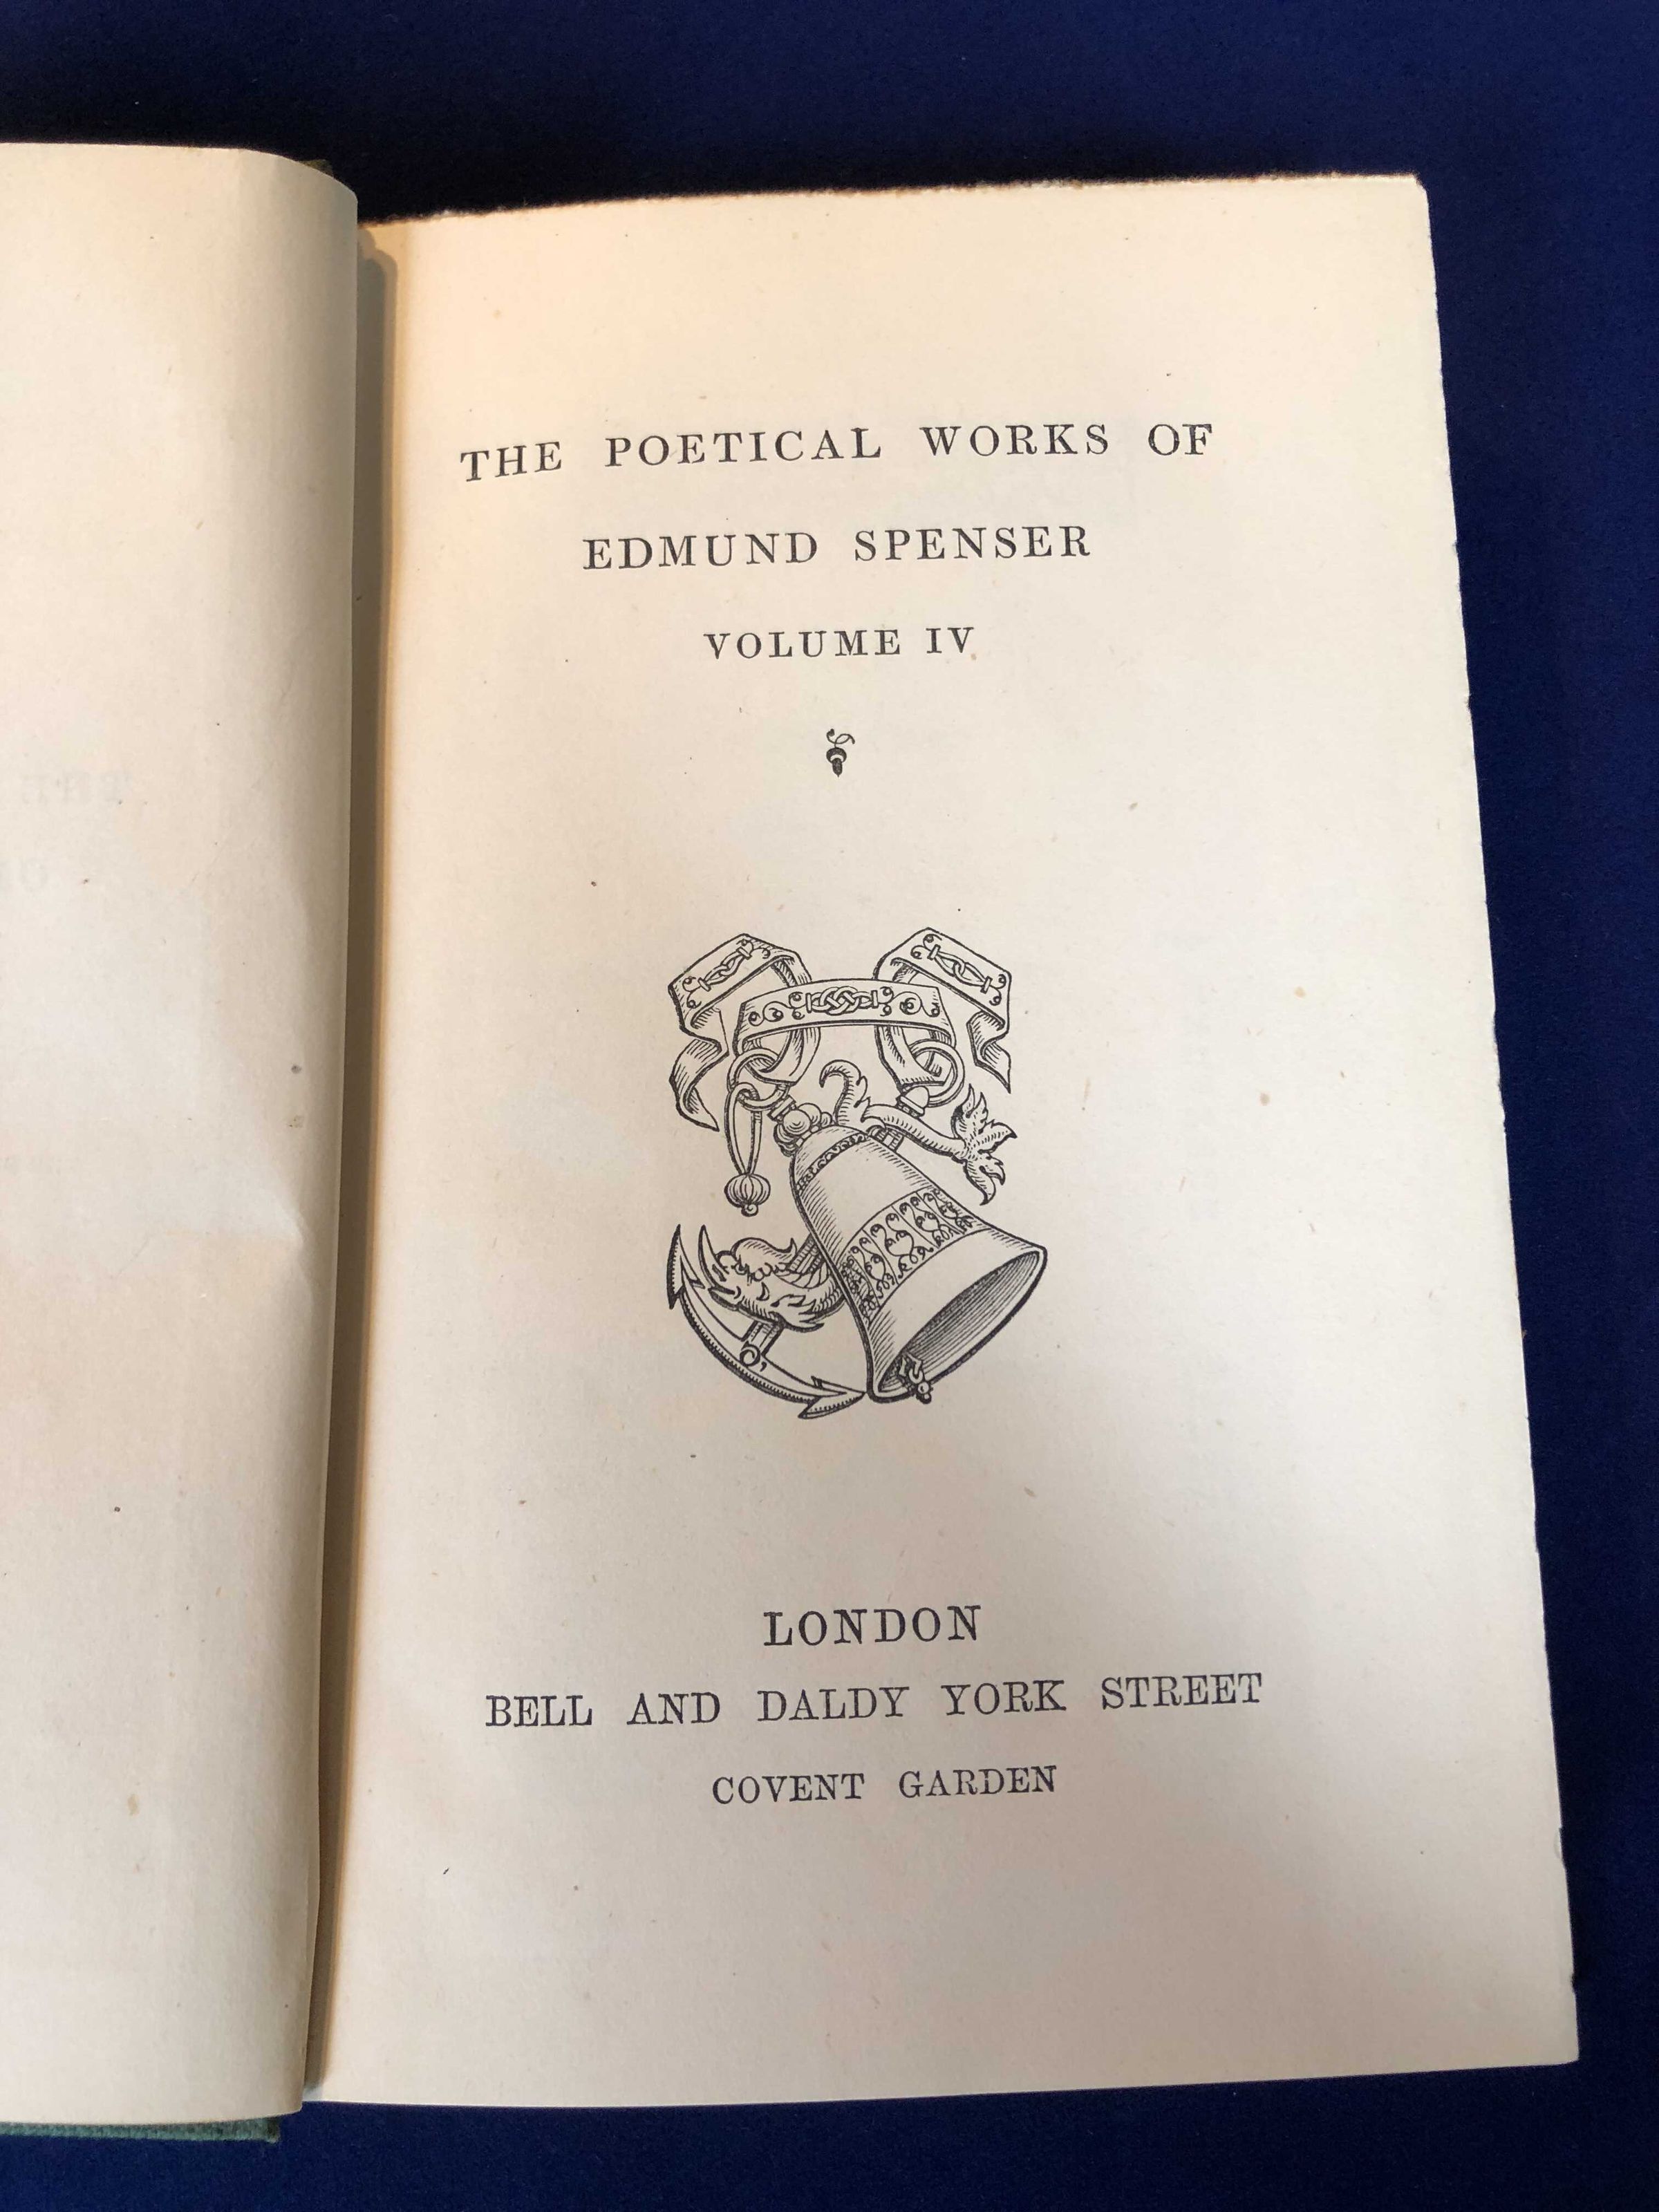 THE POETICAL WORKS OF
EDMUND SPENSER
VOLUME IV
LONDON
BELL AND DALDY YORK STREET
COVENT GARDEN